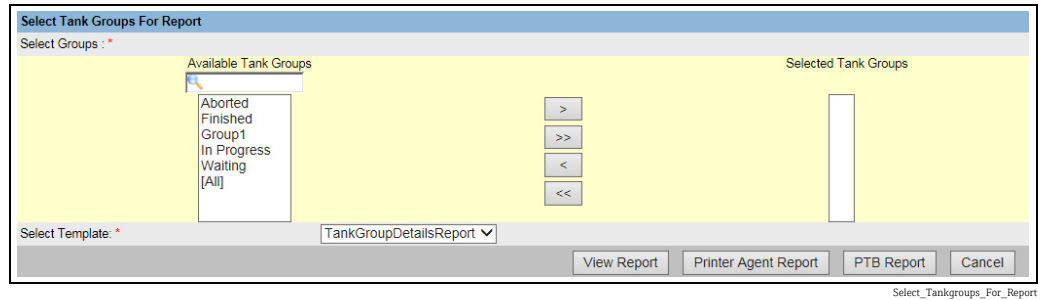 Select Tank Groups For Report
Select Groups : *
Available Tank Groups
Selected Tank Groups
Aborted
Finished
Group1
In Progress
Waiting
[All]
>
>>
<
<<
Select Template: *
TankGroupDetailsReport
View Report
Printer Agent Report
PTB Report
Cancel
Select_Tankgroups_For_Report